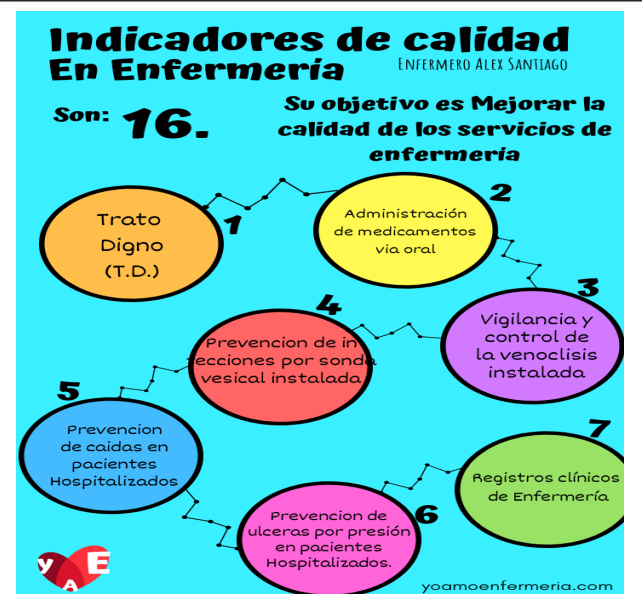 Indicadores de calidad
En Enfermería
Enfermero Alex Santiago
Son: 16.
Su objetivo es Mejorar la
calidad de los servicios de
enfermería
1
Trato
Digno
(T.D.)
2
Administración
de medicamentos
via oral
3
Vigilancia y
control de
la venoclisis
instalada
4
Prevencion de in
ecciones por sonda
vesical instalada
5
Prevencion
de caidas en
pacientes
Hospitalizados
6
Prevencion de
ulceras por presión
en pacientes
Hospitalizados.
7
Registros clínicos
de Enfermería
y A E
yoamoenfermeria.com